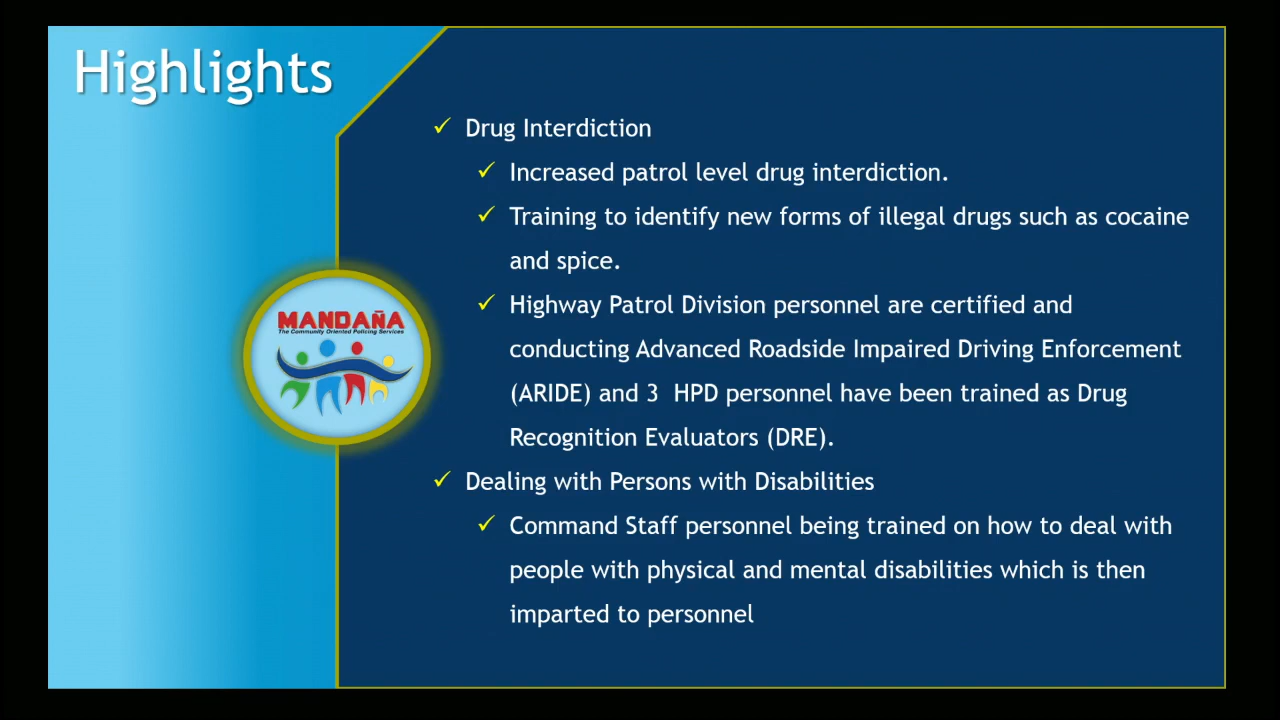 Highlights
✓ Drug Interdiction
✓ Increased patrol level drug interdiction.
✓ Training to identify new forms of illegal drugs such as cocaine
and spice.
✓ Highway Patrol Division personnel are certified and
conducting Advanced Roadside Impaired Driving Enforcement
(ARIDE) and 3  HPD personnel have been trained as Drug
Recognition Evaluators (DRE).
✓ Dealing with Persons with Disabilities
✓ Command Staff personnel being trained on how to deal with
people with physical and mental disabilities which is then
imparted to personnel
MANDAÑA
The Community Oriented Policing Services